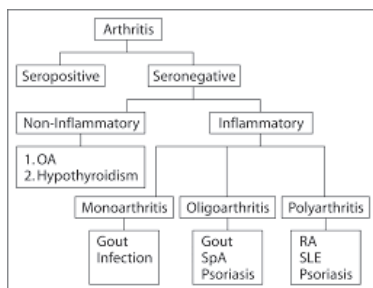 Arthritis
Seropositive
Seronegative
Non-Inflammatory
Inflammatory
1. OA
2. Hypothyroidism
Monoarthritis
Oligoarthritis
Polyarthritis
Gout
Infection
Gout
SpA
Psoriasis
RA
SLE
Psoriasis